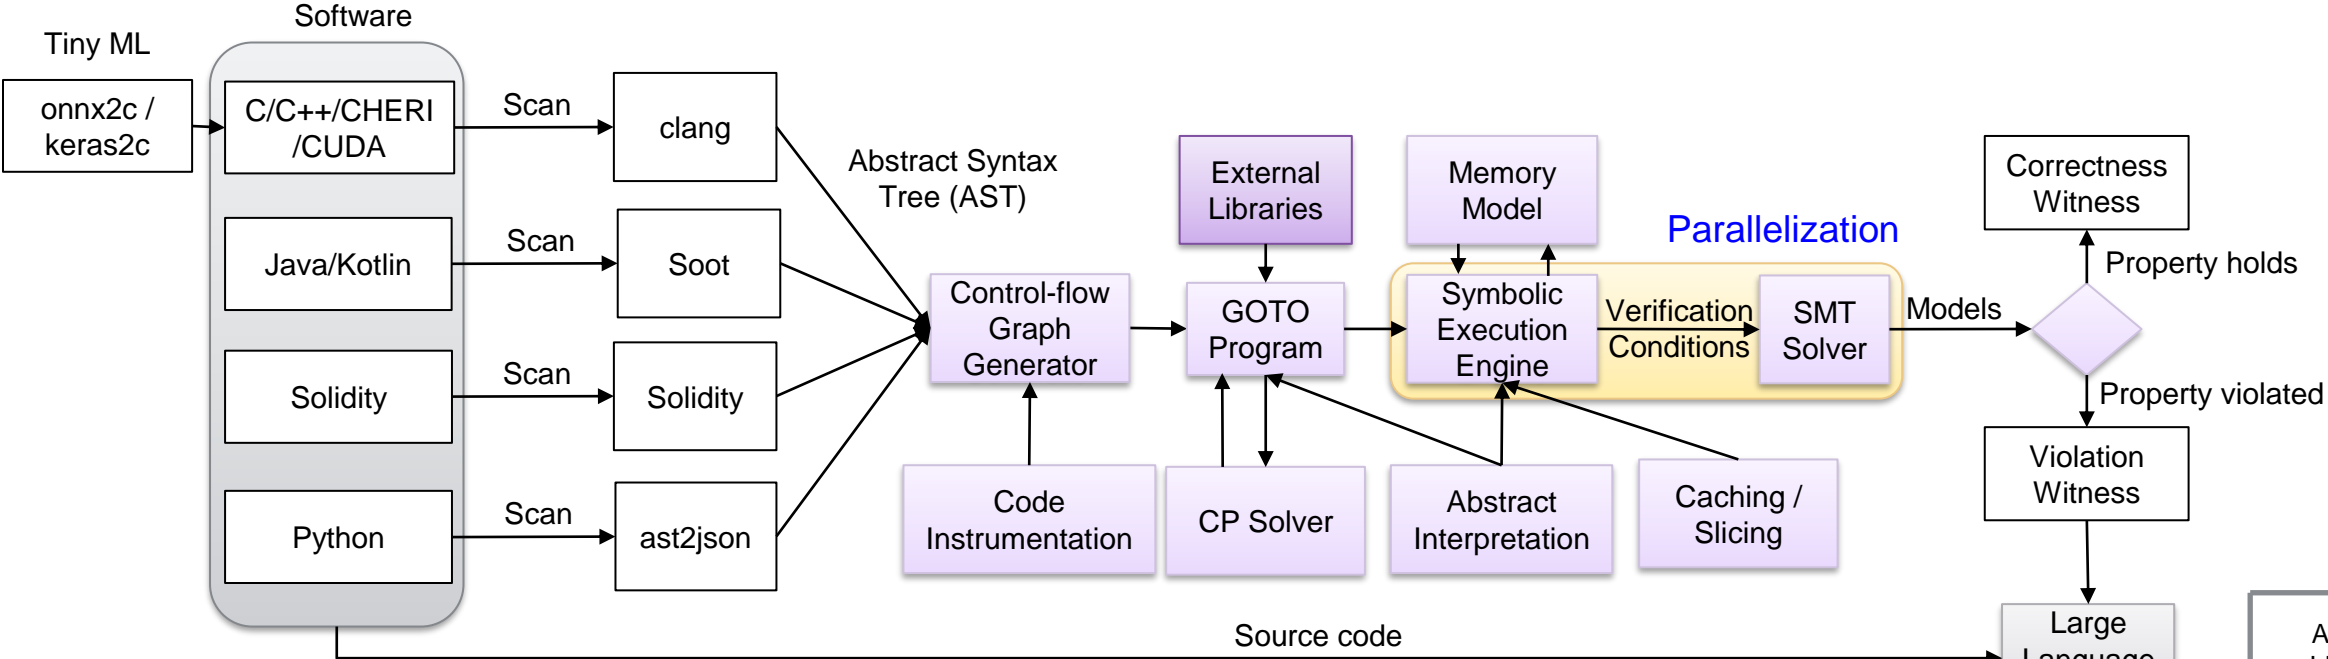 Software
Tiny ML
onnx2c /
keras2c
C/C++/CHERI
/CUDA
Scan
clang
Abstract Syntax
Tree (AST)
Java/Kotlin
Scan
Soot
Solidity
Scan
Solidity
Python
Scan
ast2json
Control-flow
Graph
Generator
Code
Instrumentation
External
Libraries
GOTO
Program
CP Solver
Memory
Model
Parallelization
Symbolic
Execution
Engine
Verification
Conditions
SMT
Solver
Abstract
Interpretation
Caching /
Slicing
Models
Correctness
Witness
Property holds
Property violated
Violation
Witness
Source code
Large
Language